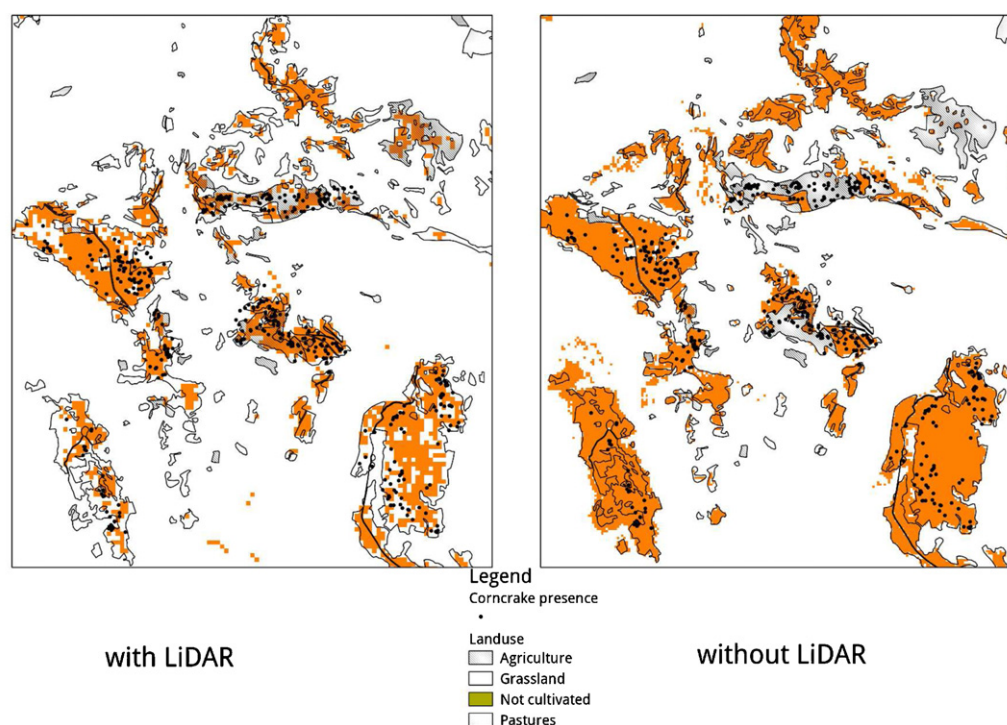 with LiDAR
Legend
Corncrake presence
Landuse
Agriculture
Grassland
Not cultivated
Pastures
without LiDAR